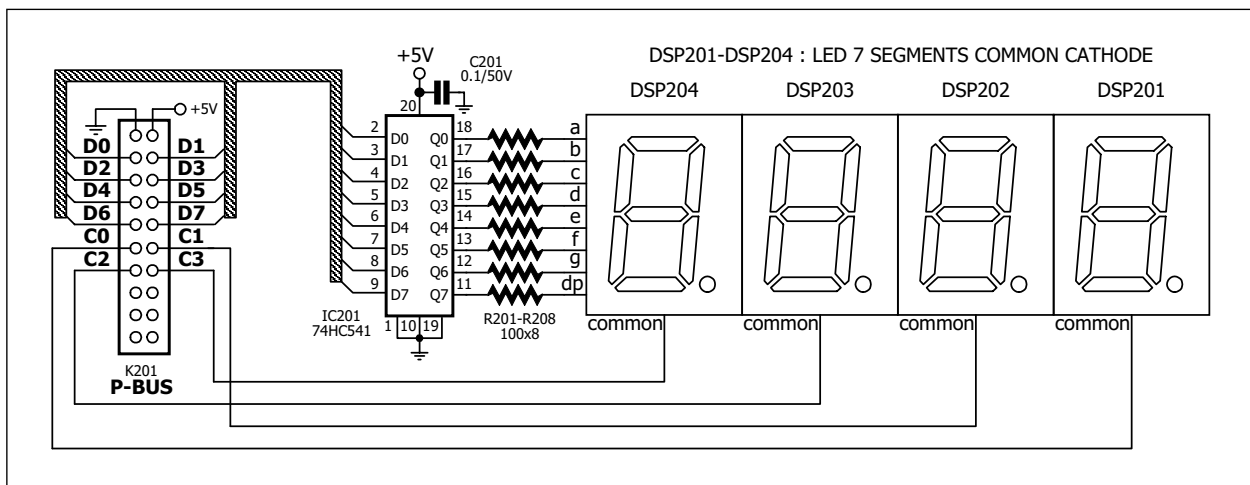 +5V
C201
0.1/50V
DSP201-DSP204 : LED 7 SEGMENTS COMMON CATHODE
DSP204 DSP203 DSP202 DSP201
+5V
D0 D1
D2 D3
D4 D5
D6 D7
C0 C1
C2 C3
K201
P-BUS
20
2 D0 Q0 18 a
3 D1 Q1 17 b
4 D2 Q2 16 c
5 D3 Q3 15 d
6 D4 Q4 14 e
7 D5 Q5 13 f
8 D6 Q6 12 g
9 D7 Q7 11 dp
IC201
74HC541
1 10 19
R201-R208
100x8
common common common common